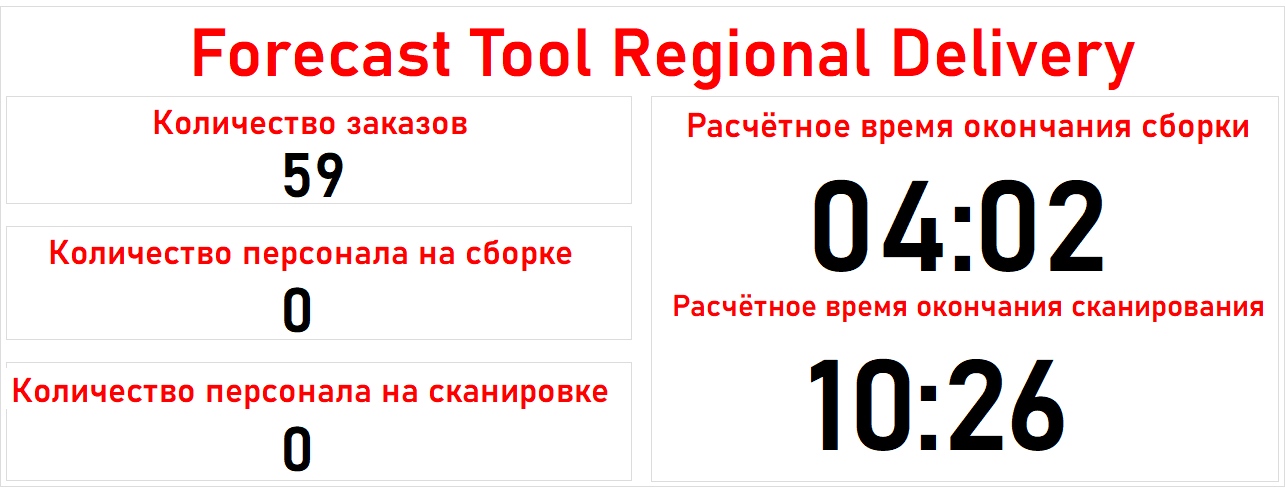 Forecast Tool Regional Delivery
Количество заказов
59
Количество персонала на сборке
0
Количество персонала на сканировке
0
Расчётное время окончания сборки
04:02
Расчётное время окончания сканирования
10:26